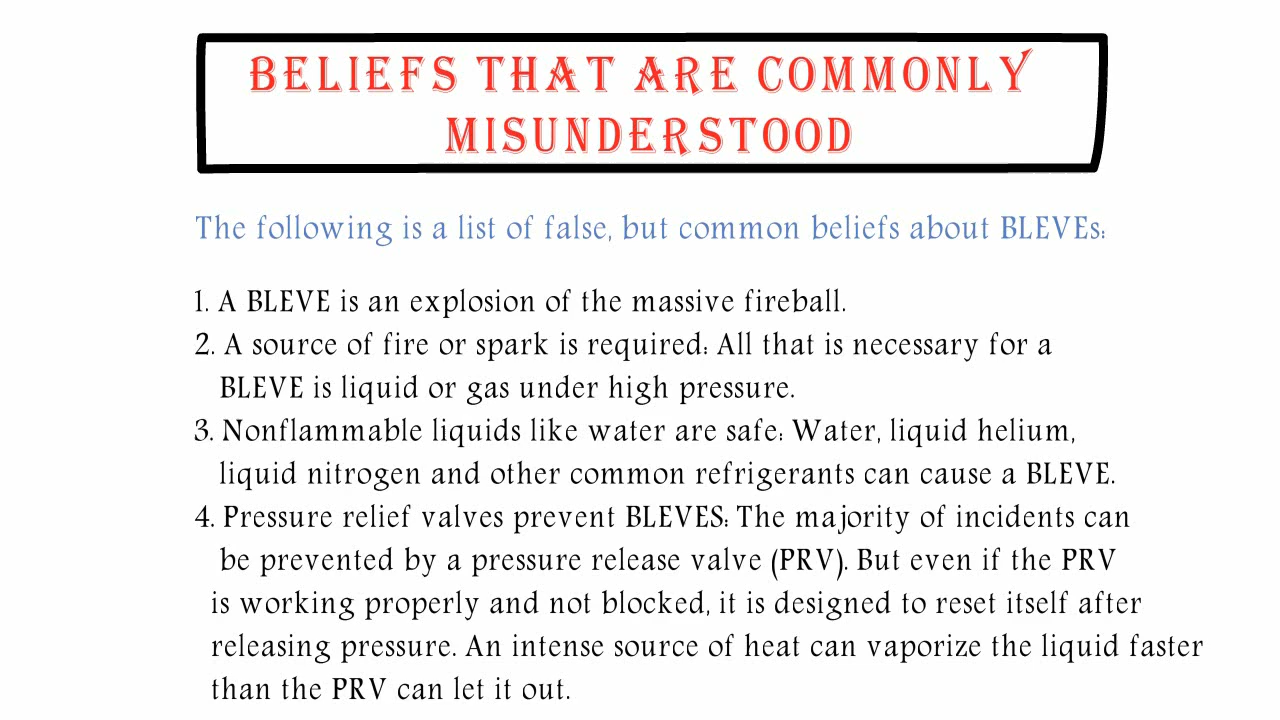 BELIEFS THAT ARE COMMONLY
MISUNDERSTOOD
The following is a list of false, but common beliefs about BLEVEs:
1. A BLEVE is an explosion of the massive fireball.
2. A source of fire or spark is required: All that is necessary for a
BLEVE is liquid or gas under high pressure.
3. Nonflammable liquids like water are safe: Water, liquid helium,
liquid nitrogen and other common refrigerants can cause a BLEVE.
4. Pressure relief valves prevent BLEVES: The majority of incidents can
be prevented by a pressure release valve (PRV). But even if the PRV
is working properly and not blocked, it is designed to reset itself after
releasing pressure. An intense source of heat can vaporize the liquid faster
than the PRV can let it out.